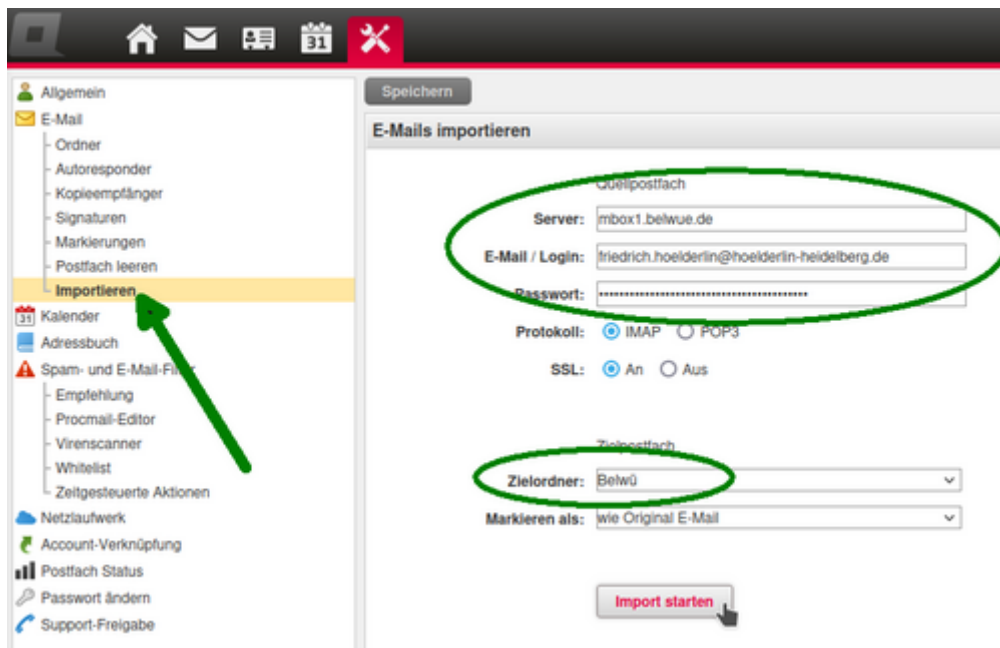 31
Allgemein
E-Mail
Ordner
Autoresponder
Kopieempfänger
Signaturen
Markierungen
Postfach leeren
Importieren
31 Kalender
Adressbuch
Spam- und E-Mail-Filter
Empfehlung
Procmail-Editor
Virenscanner
Whitelist
Zeitgesteuerte Aktionen
Netzlaufwerk
Account-Verknüpfung
Postfach Status
Passwort ändern
Support-Freigabe
Speichern
E-Mails importieren
Quellpostfach
Server: mbox1.belwue.de
E-Mail / Login: friedrich.hoelderlin@hoelderlin-heidelberg.de
Passwort: ••••••••••••••••••••••••••••••••••••••••••
Protokoll: IMAP POP3
SSL: An Aus
Zielpostfach
Zielordner: Belwü
Markieren als: wie Original E-Mail
Import starten